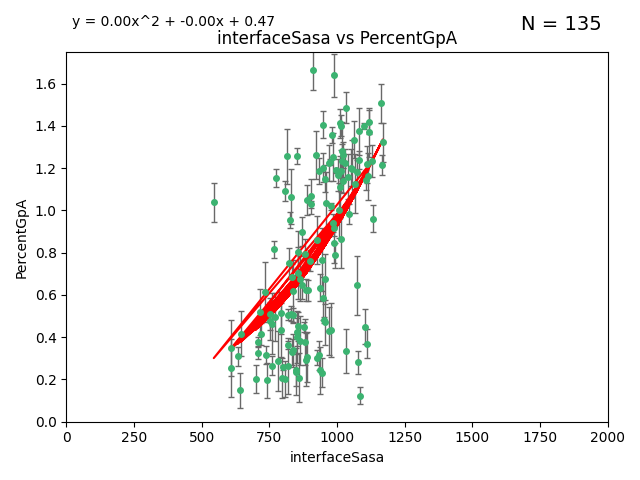 y = 0.00x^2 + -0.00x + 0.47
N = 135
interfaceSasa vs PercentGpA
1.6
1.4
1.2
1.0
0.8
0.6
0.4
0.2
0.0
PercentGpA
0 250 500 750 1000 1250 1500 1750 2000
interfaceSasa